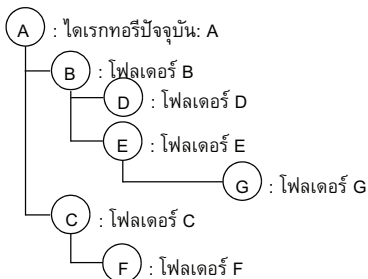 A : ไดเรกทอรีปัจจุบัน: A
B : โฟลเดอร์ B
D : โฟลเดอร์ D
E : โฟลเดอร์ E
G : โฟลเดอร์ G
C : โฟลเดอร์ C
F : โฟลเดอร์ F